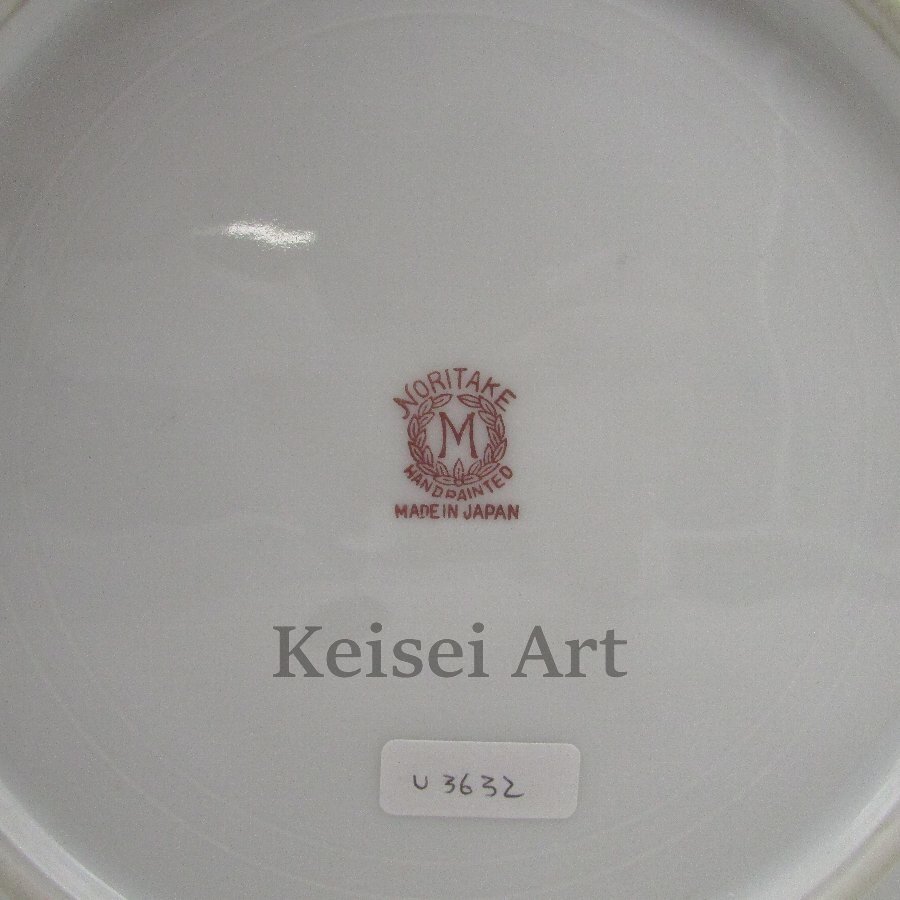 NORITAKE
M
HANDPAINTED
MADE IN JAPAN
Keisei Art
U 3632